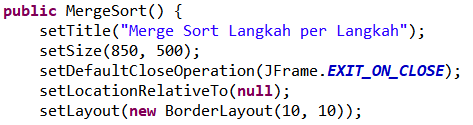 public MergeSort() {
setTitle("Merge Sort Langkah per Langkah");
setSize(850, 500);
setDefaultCloseOperation(JFrame.EXIT_ON_CLOSE);
setLocationRelativeTo(null);
setLayout(new BorderLayout(10, 10));